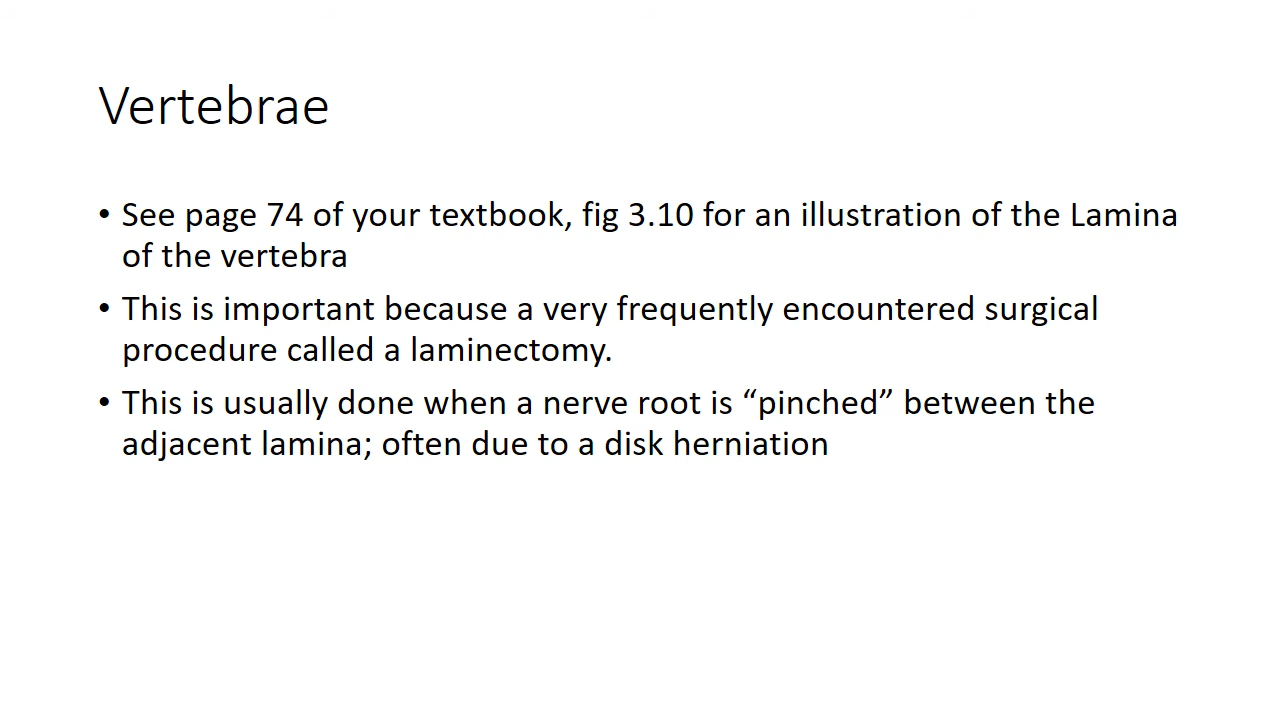 Vertebrae
• See page 74 of your textbook, fig 3.10 for an illustration of the Lamina
of the vertebra
• This is important because a very frequently encountered surgical
procedure called a laminectomy.
• This is usually done when a nerve root is “pinched” between the
adjacent lamina; often due to a disk herniation